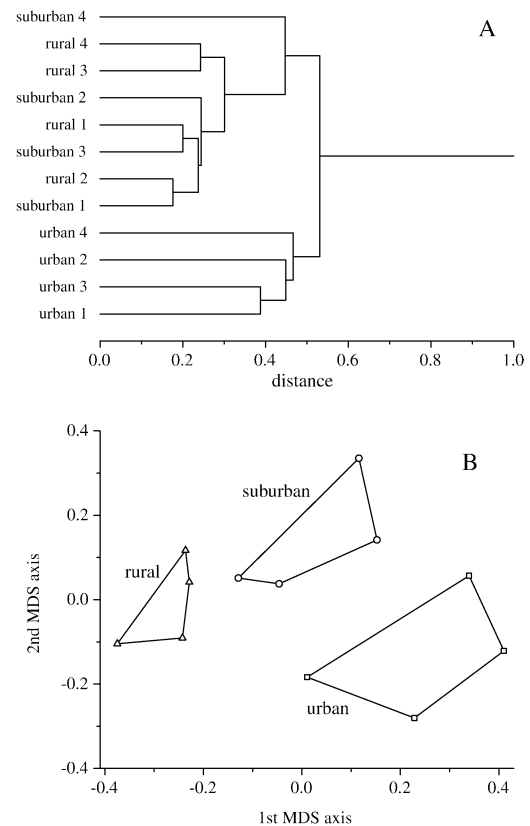 suburban 4
A
rural 4
rural 3
suburban 2
rural 1
suburban 3
rural 2
suburban 1
urban 4
urban 2
urban 3
urban 1
0.0 0.2 0.4 0.6 0.8 1.0
distance
0.4
B
suburban
0.2
rural
0.0
2nd MDS axis
-0.2
urban
-0.4
-0.4 -0.2 0.0 0.2 0.4
1st MDS axis